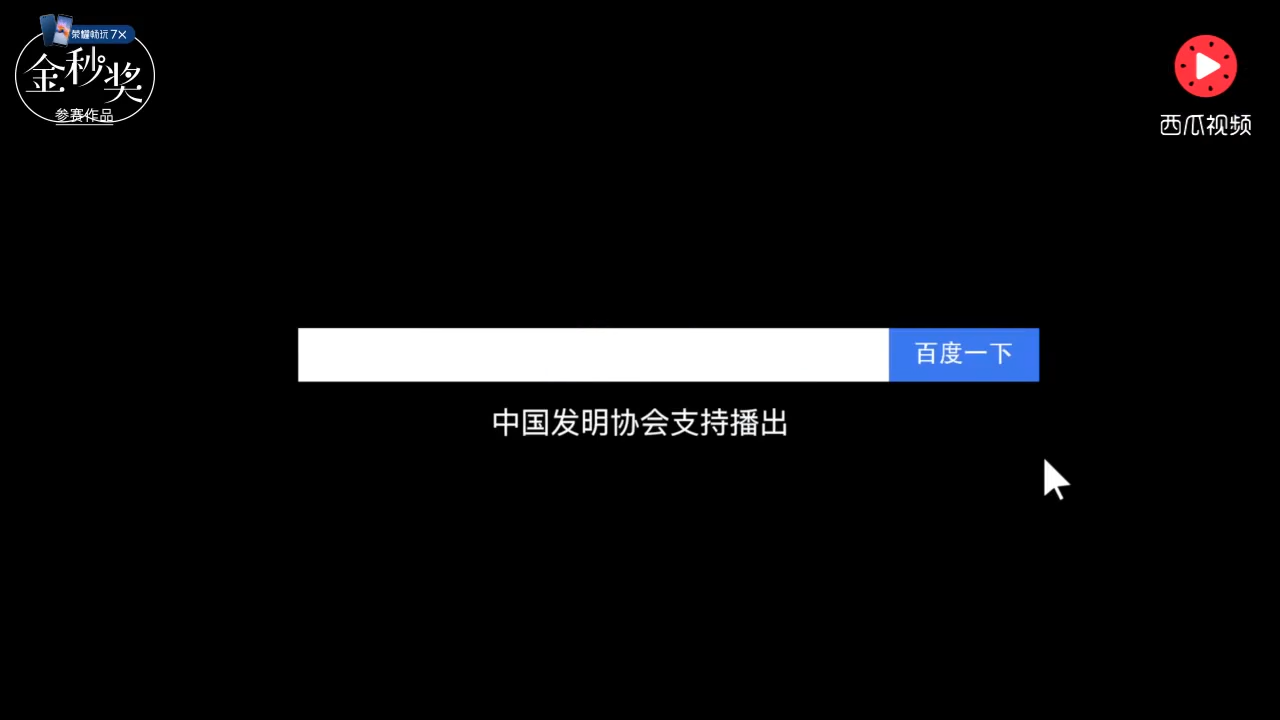 荣耀畅玩7X
金秒奖
参赛作品
西瓜视频
百度一下
中国发明协会支持播出